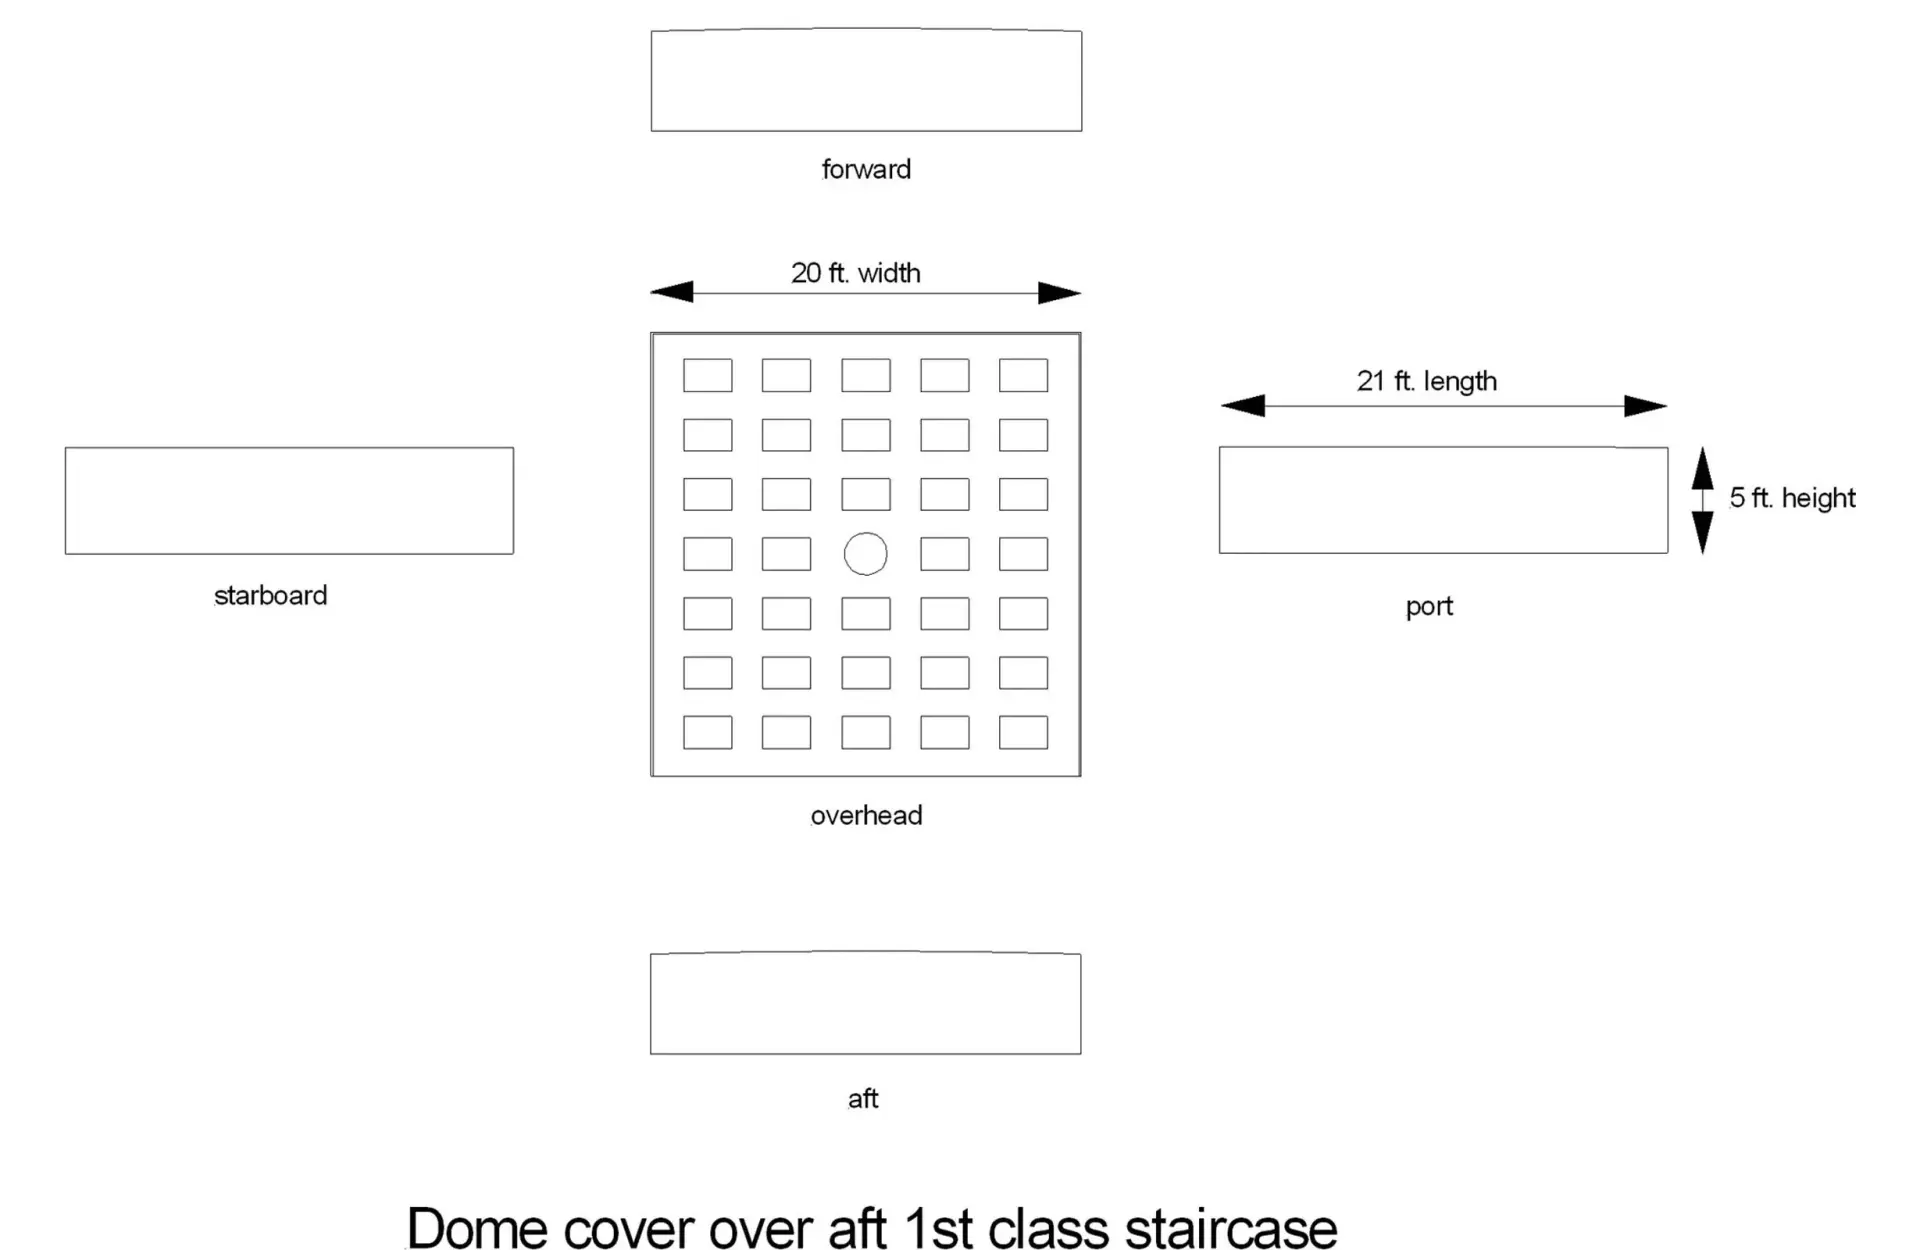 forward
20 ft. width
21 ft. length
5 ft. height
starboard
port
overhead
aft
Dome cover over aft 1st class staircase